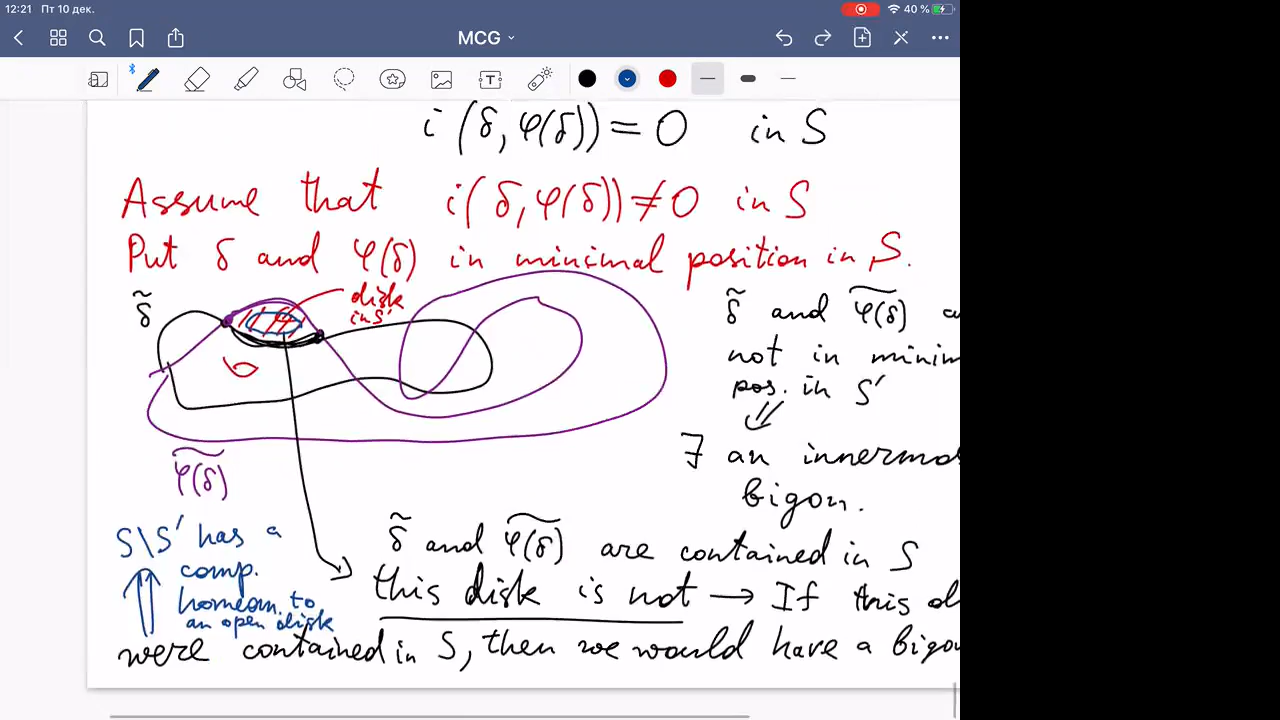 12:21 Пт 10 дек.
40 %
MCG
i (δ, φ(δ)) = 0 in S
Assume that i(δ, φ(δ)) ≠ 0 in S
Put δ and φ(δ) in minimal position in S.
δ̃
disk
in S'
δ̃ and φ(δ)~
not in minim
pos. in S'
⇓
∃ an innermos
bigon.
φ(δ)~
S\S' has a
comp.
homeom. to
an open disk
δ̃ and φ(δ)~ are contained in S
this disk is not → If this d
were contained in S, then we would have a bigon